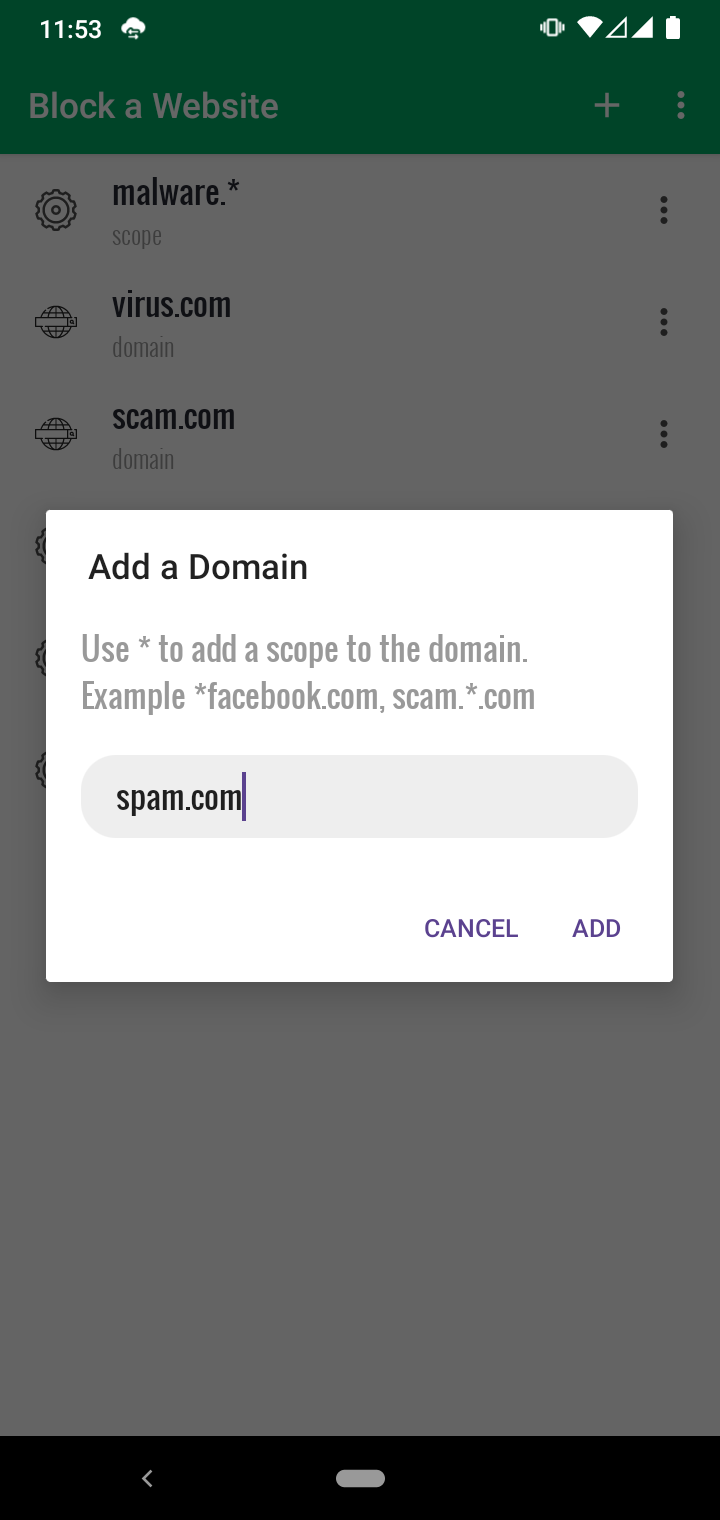 11:53
Block a Website
malware.*
scope
virus.com
domain
scam.com
domain
Add a Domain
Use * to add a scope to the domain.
Example *facebook.com, scam.*.com
spam.com
CANCEL ADD